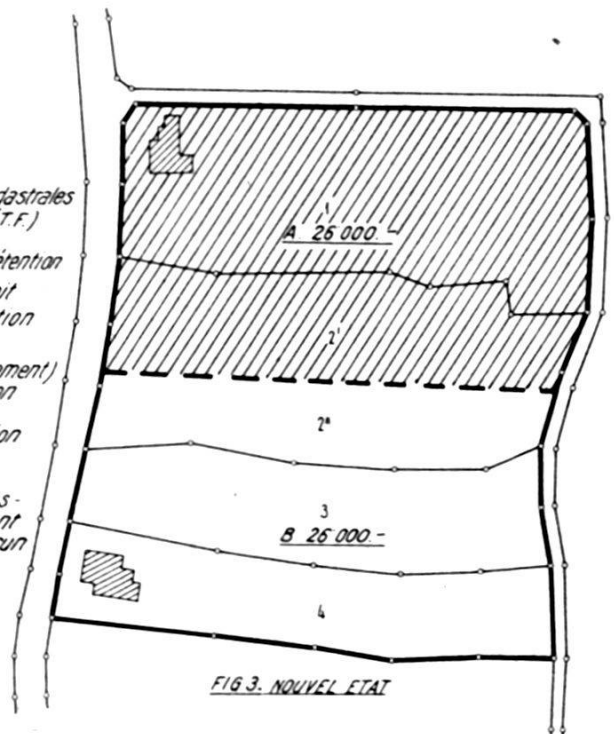 dastrales
T.F.)
étention
it
tion
ment)
on
on
s-
nt
un
1
A 26 000.-
2'
2"
3
B 26 000.-
4
FIG 3. NOUVEL ETAT